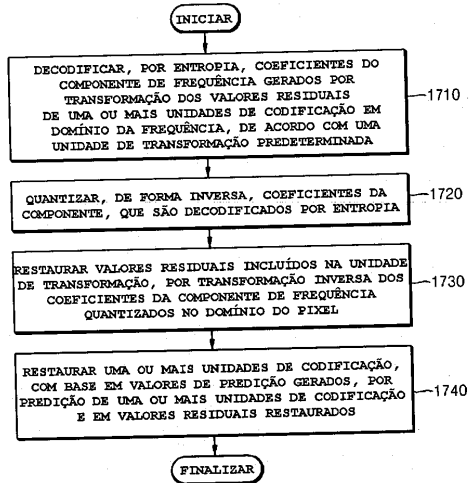 INICIAR
DECODIFICAR, POR ENTROPIA, COEFICIENTES DO
COMPONENTE DE FREQUÊNCIA GERADOS POR
TRANSFORMAÇÃO DOS VALORES RESIDUAIS
DE UMA OU MAIS UNIDADES DE CODIFICAÇÃO EM
DOMÍNIO DA FREQUÊNCIA, DE ACORDO COM UMA
UNIDADE DE TRANSFORMAÇÃO PREDETERMINADA
1710
QUANTIZAR, DE FORMA INVERSA, COEFICIENTES DA
COMPONENTE, QUE SÃO DECODIFICADOS POR ENTROPIA
1720
RESTAURAR VALORES RESIDUAIS INCLUÍDOS NA UNIDADE
DE TRANSFORMAÇÃO, POR TRANSFORMAÇÃO INVERSA DOS
COEFICIENTES DA COMPONENTE DE FREQUÊNCIA
QUANTIZADOS NO DOMÍNIO DO PIXEL
1730
RESTAURAR UMA OU MAIS UNIDADES DE CODIFICAÇÃO,
COM BASE EM VALORES DE PREDIÇÃO GERADOS, POR
PREDIÇÃO DE UMA OU MAIS UNIDADES DE CODIFICAÇÃO
E EM VALORES RESIDUAIS RESTAURADOS
1740
FINALIZAR